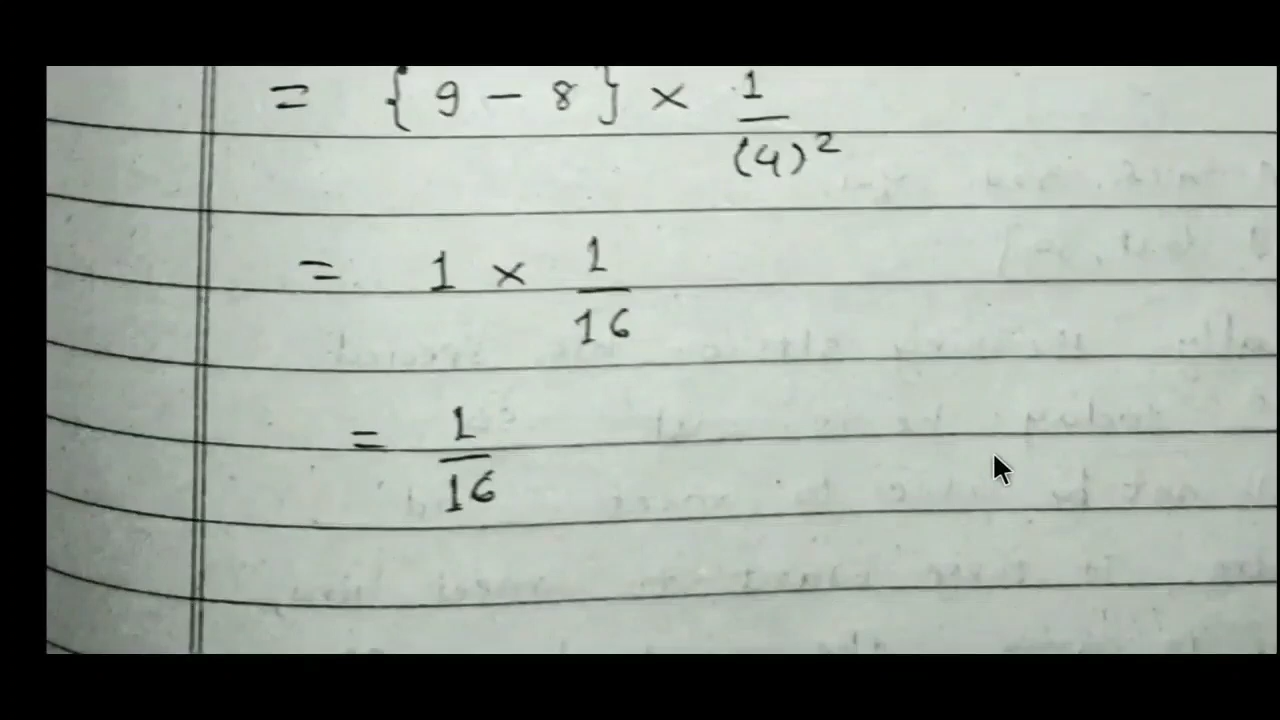 = {9 - 8} × 1/(4)²
= 1 × 1/16
= 1/16